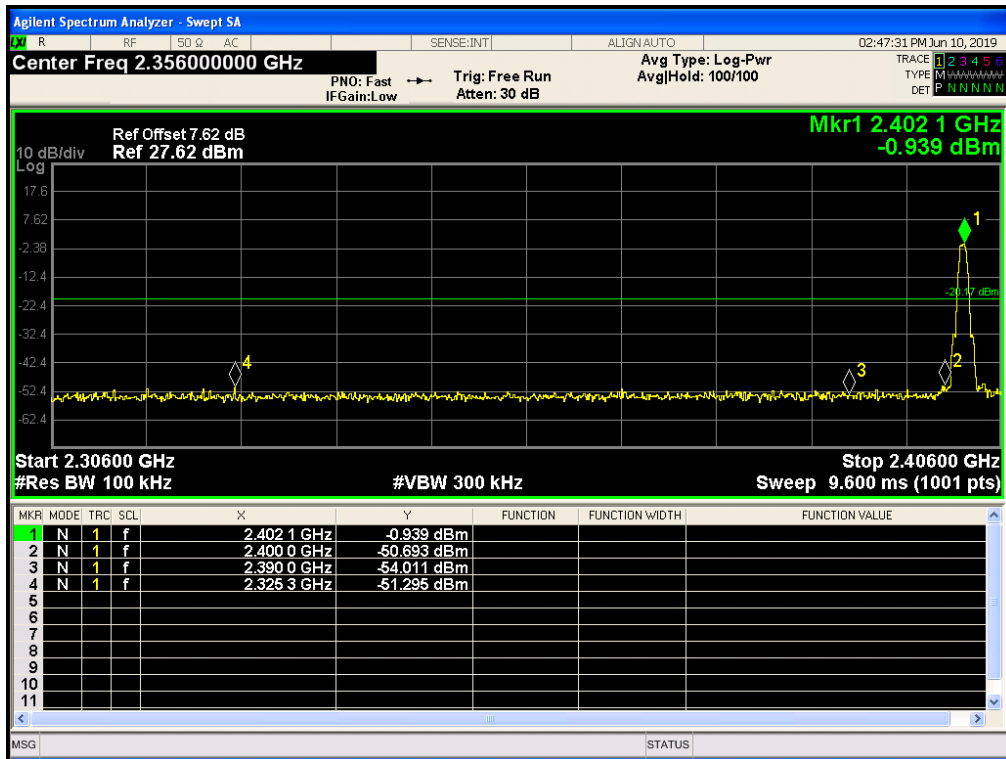 Agilent Spectrum Analyzer - Swept SA
LXI R RF 50 Ω AC SENSE:INT ALIGN AUTO 02:47:31 PM Jun 10, 2019
Center Freq 2.356000000 GHz
PNO: Fast
IFGain:Low
Trig: Free Run
Atten: 30 dB
Avg Type: Log-Pwr
Avg|Hold: 100/100
TRACE 1 2 3 4 5 6
TYPE M
DET P N N N N N
Mkr1 2.402 1 GHz
-0.939 dBm
Ref Offset 7.62 dB
10 dB/div Ref 27.62 dBm
Log
17.6
7.62
-2.38
-12.4
-22.4
-32.4
-42.4
-52.4
-62.4
1
-20.17 dBm
4
3
2
Start 2.30600 GHz Stop 2.40600 GHz
#Res BW 100 kHz #VBW 300 kHz Sweep 9.600 ms (1001 pts)
MKR MODE TRC SCL X Y FUNCTION FUNCTION WIDTH FUNCTION VALUE
1 N 1 f 2.402 1 GHz -0.939 dBm
2 N 1 f 2.400 0 GHz -50.693 dBm
3 N 1 f 2.390 0 GHz -54.011 dBm
4 N 1 f 2.325 3 GHz -51.295 dBm
5
6
7
8
9
10
11
MSG STATUS